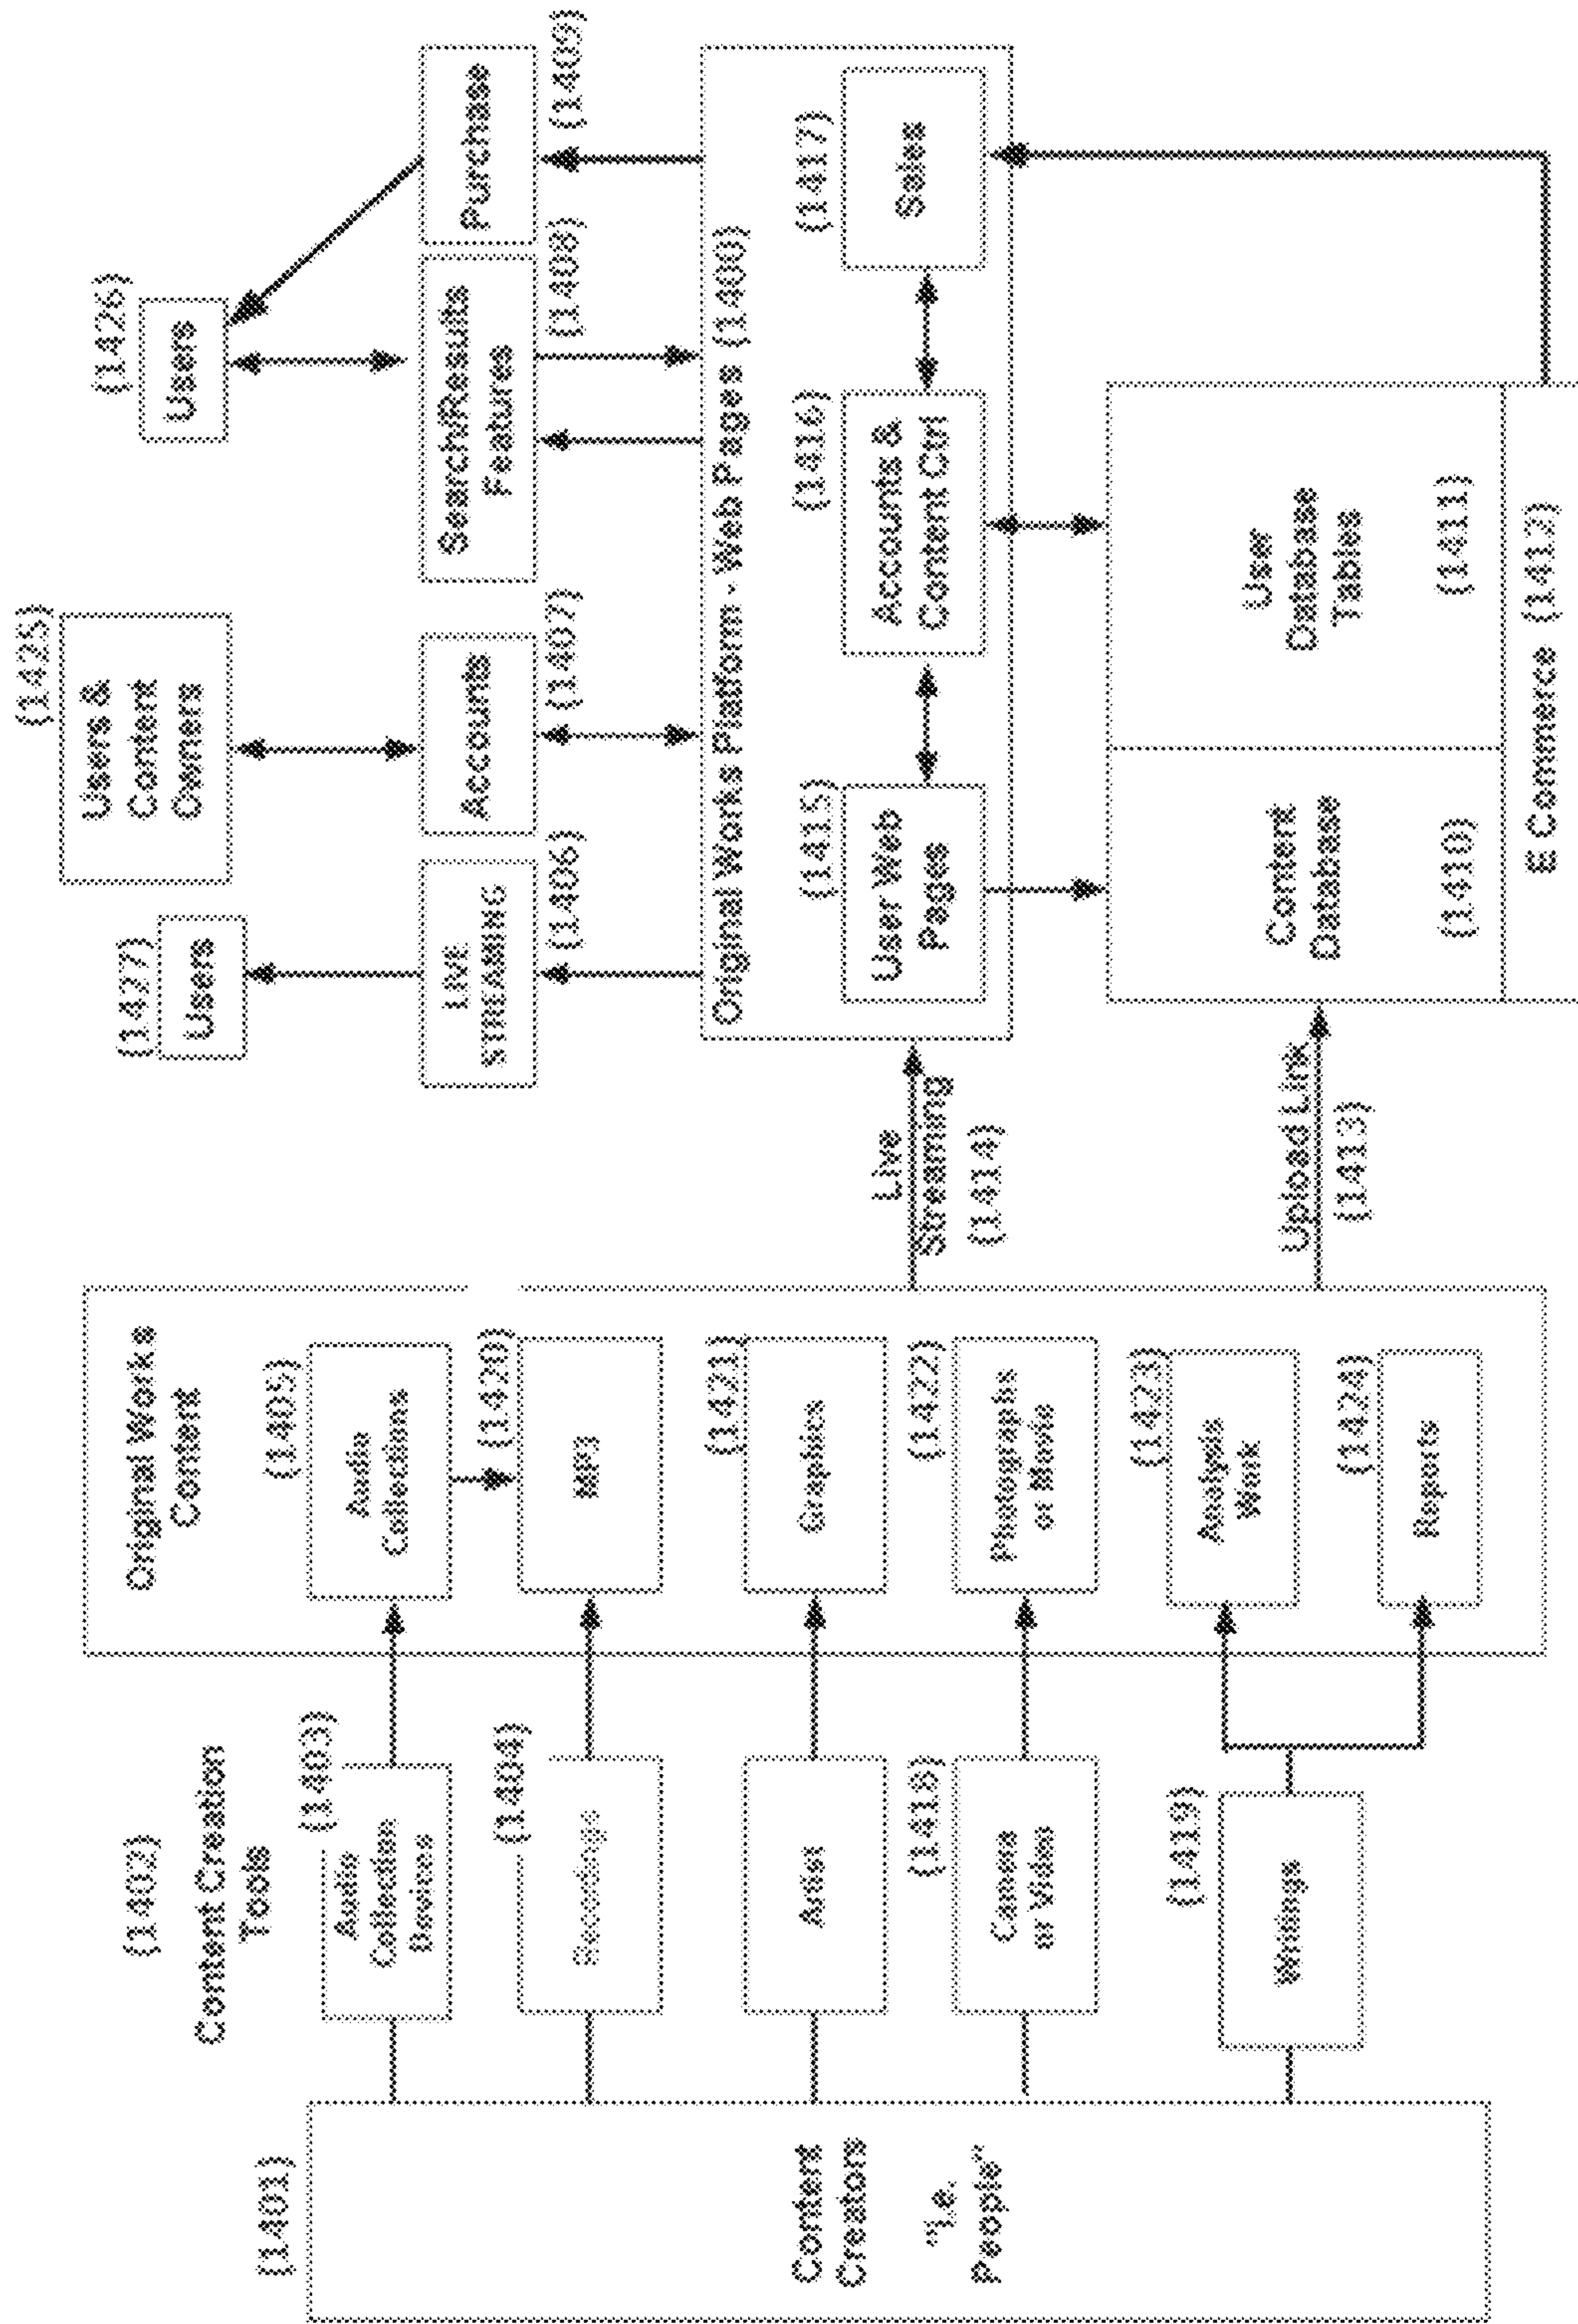 (1401)
Content
Creators
"i.e.
People"
(1402)
Content Creation
Tools
(1403)
Audio
Collection
Devices
(1404)
Recordings
Artist
(1418)
Camera
or Video
(1419)
Writings
Original Works
Content
(1405)
Audio
Collections
(1420)
MP3
(1421)
Graphics
(1422)
Photographs
or Movie
(1423)
Analysis
Work
(1424)
Reports
Live
Streaming
(1414)
Upload Link
(1413)
(1427)
Users
(1425)
Users &
Content
Owners
(1426)
Users
LIVE
STREAMING
(1406)
Accounts
(1407)
Search/Results
Features
(1408)
Purchase
(1409)
Original Works Platform - Web Pages (1400)
(1415)
User Web
Pages
(1416)
Accounts &
Content Ctrl
(1417)
Sales
Content
Database
(1410)
User
Database
Tables
(1411)
E Commerce (1412)